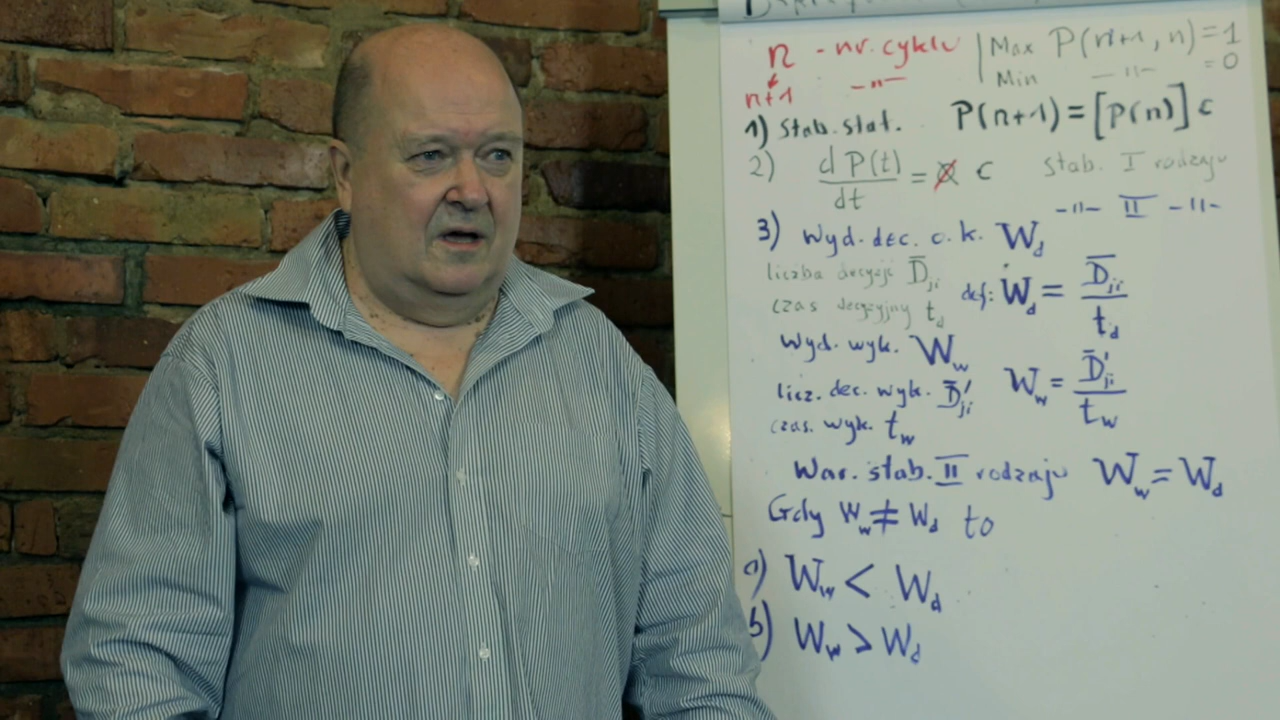 n - nr. cyklu | Max P(n+1, n) = 1
n+1 -"- | Min -"- = 0
1) Stab. stat. P(n+1) = [P(n)] c
2) dP(t)/dt = c Stab. I rodzaju
-"- II -"-
3) Wyd. dec. o. k. W_d
liczba decyzji D̅_ji def: W_d = D̅_ji / t_d
czas decyzyjny t_d
Wyd. wyk. W_w
licz. dec. wyk. D̅'_ji W_w = D̅'_ji / t_w
czas. wyk. t_w
War. stab. II rodzaju W_w = W_d
Gdy W_w ≠ W_d to
a) W_w < W_d
b) W_w > W_d